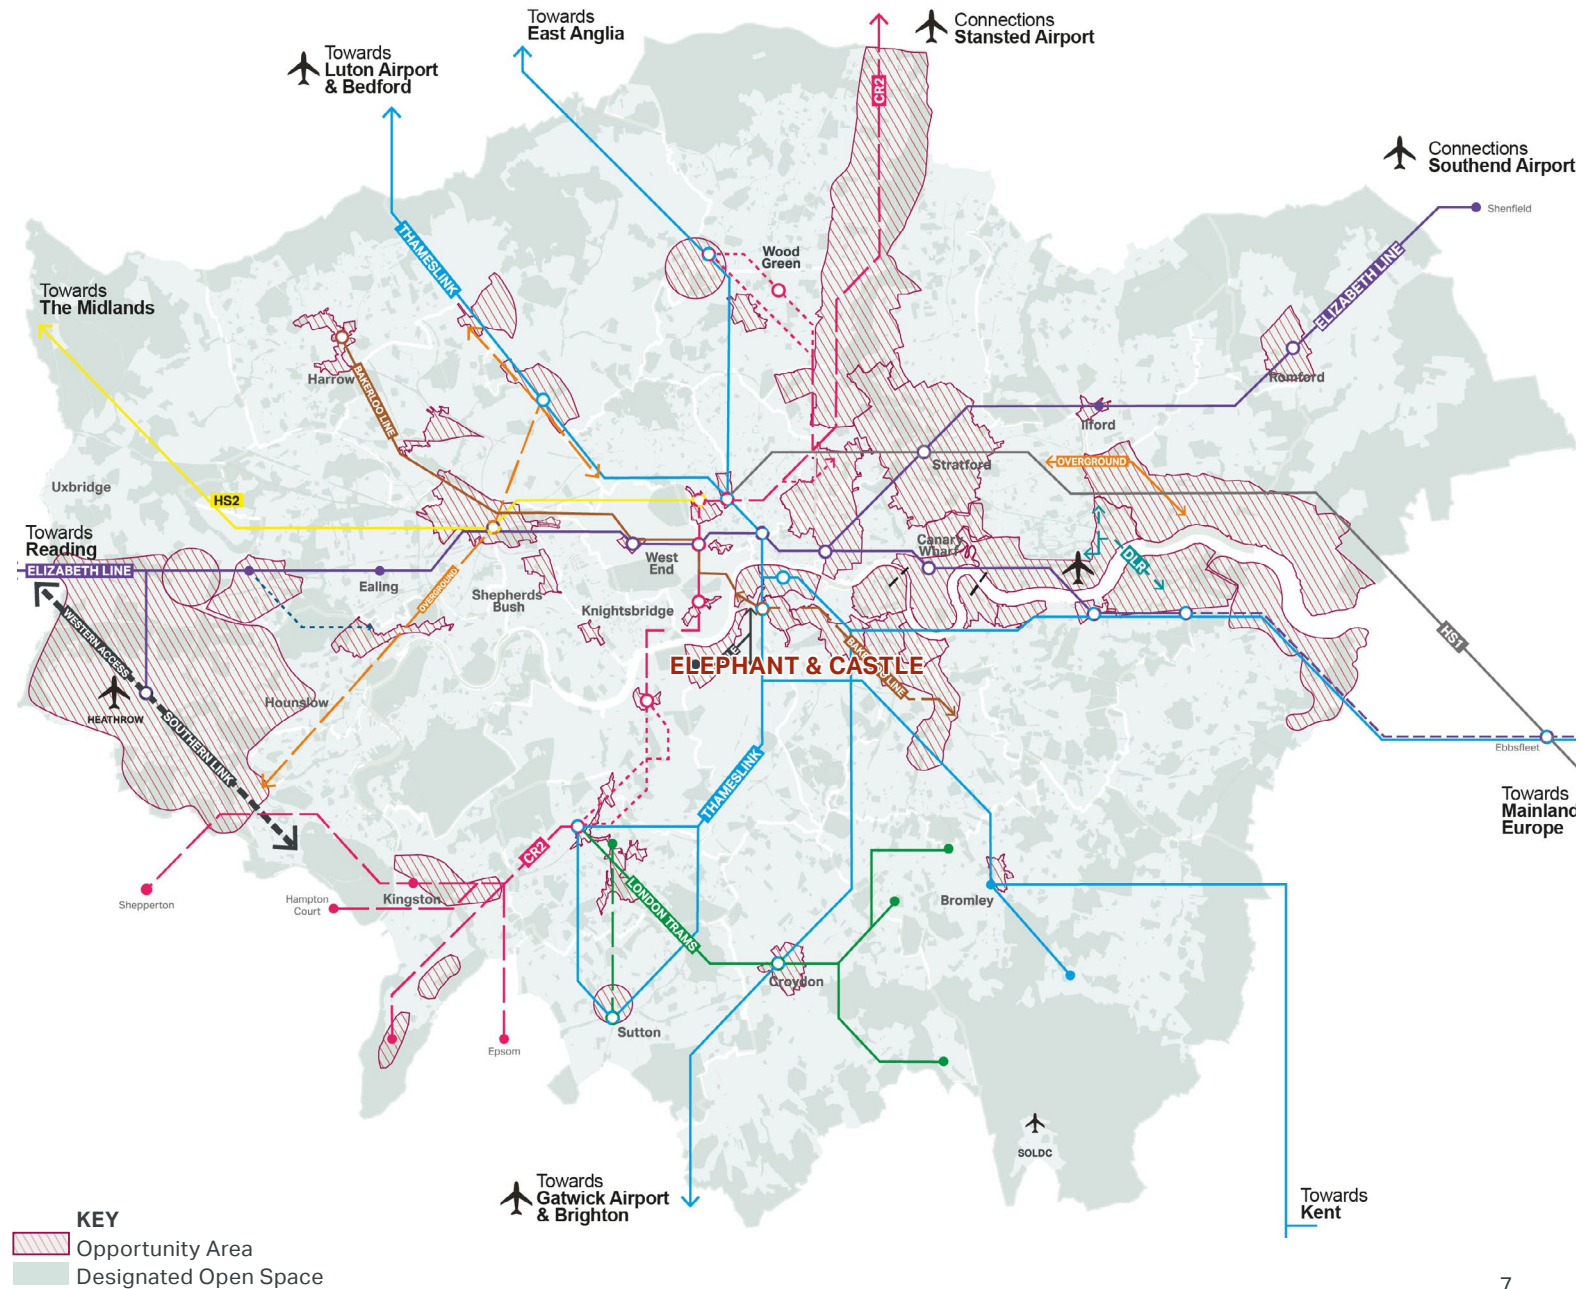 Towards
East Anglia
Connections
Stansted Airport
Towards
Luton Airport
& Bedford
CR2
Connections
Southend Airport
Shenfield
THAMESLINK
Wood
Green
ELIZABETH LINE
Towards
The Midlands
Harrow
BAKERLOO LINE
Romford
Ilford
Stratford
OVERGROUND
Uxbridge
HS2
Towards
Reading
ELIZABETH LINE
Ealing
West
End
Canary
Wharf
DLR
OVERGROUND
Shepherds
Bush
Knightsbridge
WESTERN ACCESS
HS1
ELEPHANT & CASTLE
LINE
HEATHROW
Hounslow
SOUTHERN LINK
Ebbsfleet
THAMESLINK
Towards
Mainland
Europe
CR2
Shepperton
Hampton
Court
Kingston
LONDON TRAMS
Bromley
Croydon
Sutton
Epsom
SOLDC
Towards
Gatwick Airport
& Brighton
Towards
Kent
KEY
Opportunity Area
Designated Open Space
7